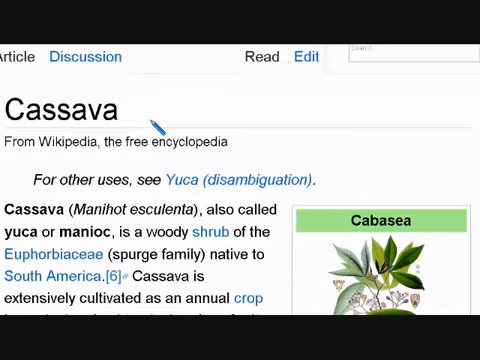 Article Discussion Read Edit Search
Cassava
From Wikipedia, the free encyclopedia
For other uses, see Yuca (disambiguation).
Cassava (Manihot esculenta), also called
yuca or manioc, is a woody shrub of the
Euphorbiaceae (spurge family) native to
South America.[6] Cassava is
extensively cultivated as an annual crop
Cabasea